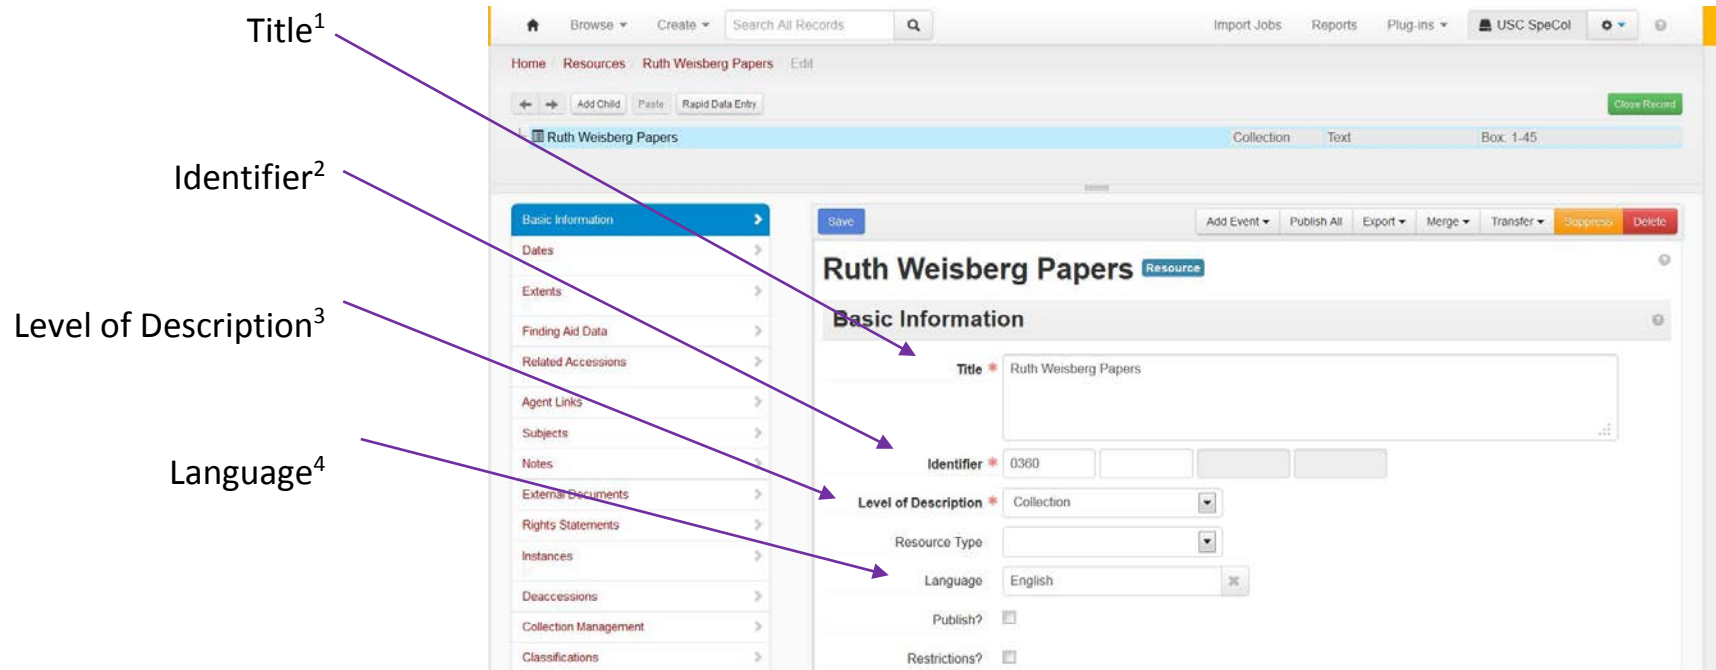 Title1
Identifier2
Level of Description3
Language4
Browse Create Search All Records Import Jobs Reports Plug-ins USC SpeCol
Home Resources Ruth Weisberg Papers Edit
Add Child Paste Rapid Data Entry Close Record
Ruth Weisberg Papers Collection Text Box: 1-45
Basic Information
Dates
Extents
Finding Aid Data
Related Accessions
Agent Links
Subjects
Notes
External Documents
Rights Statements
Instances
Deaccessions
Collection Management
Classifications
Save Add Event Publish All Export Merge Transfer Suppress Delete
Ruth Weisberg Papers Resource
Basic Information
Title * Ruth Weisberg Papers
Identifier * 0360
Level of Description * Collection
Resource Type
Language English
Publish?
Restrictions?